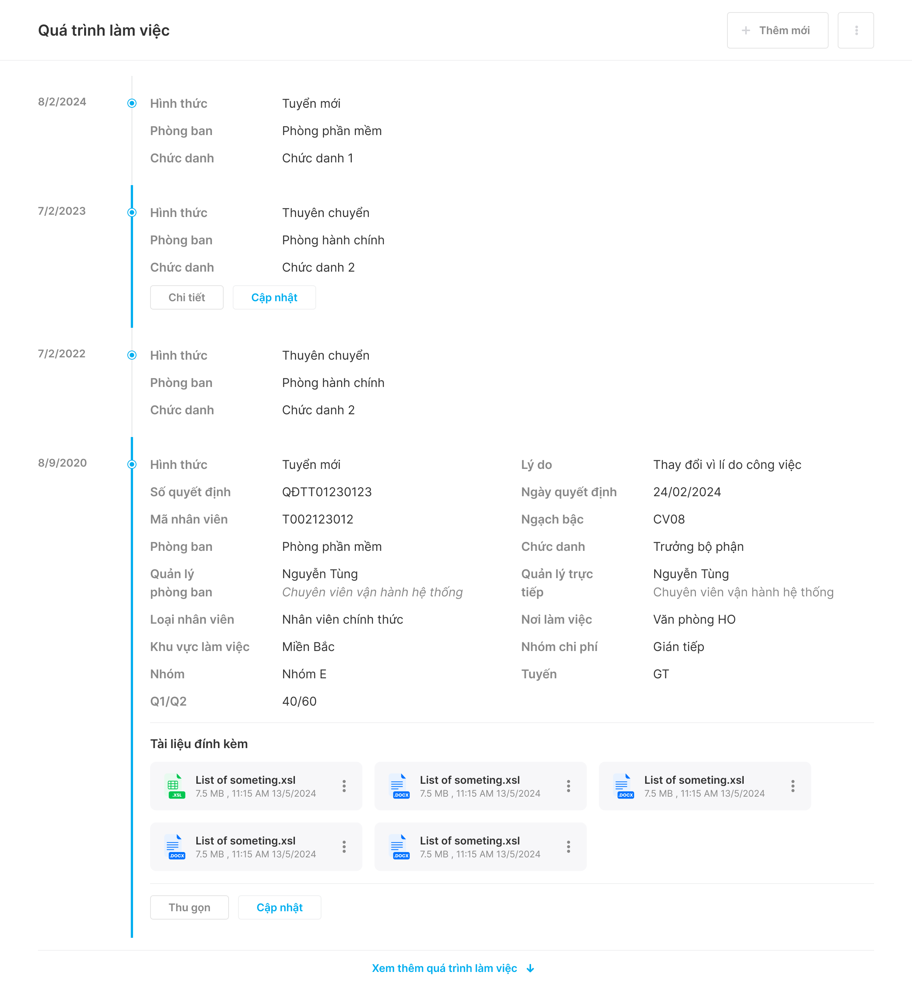 Quá trình làm việc
Thêm mới
8/2/2024
Hình thức Tuyển mới
Phòng ban Phòng phần mềm
Chức danh Chức danh 1
7/2/2023
Hình thức Thuyên chuyển
Phòng ban Phòng hành chính
Chức danh Chức danh 2
Chi tiết Cập nhật
7/2/2022
Hình thức Thuyên chuyển
Phòng ban Phòng hành chính
Chức danh Chức danh 2
8/9/2020
Hình thức Tuyển mới Lý do Thay đổi vì lí do công việc
Số quyết định QĐTT01230123 Ngày quyết định 24/02/2024
Mã nhân viên T002123012 Ngạch bậc CV08
Phòng ban Phòng phần mềm Chức danh Trưởng bộ phận
Quản lý Nguyễn Tùng Quản lý trực Nguyễn Tùng
phòng ban Chuyên viên vận hành hệ thống tiếp Chuyên viên vận hành hệ thống
Loại nhân viên Nhân viên chính thức Nơi làm việc Văn phòng HO
Khu vực làm việc Miền Bắc Nhóm chi phí Gián tiếp
Nhóm Nhóm E Tuyến GT
Q1/Q2 40/60
Tài liệu đính kèm
.XSL
List of someting.xsl
7.5 MB , 11:15 AM 13/5/2024
.DOCX
List of someting.xsl
7.5 MB , 11:15 AM 13/5/2024
.DOCX
List of someting.xsl
7.5 MB , 11:15 AM 13/5/2024
.DOCX
List of someting.xsl
7.5 MB , 11:15 AM 13/5/2024
.DOCX
List of someting.xsl
7.5 MB , 11:15 AM 13/5/2024
Thu gọn Cập nhật
Xem thêm quá trình làm việc